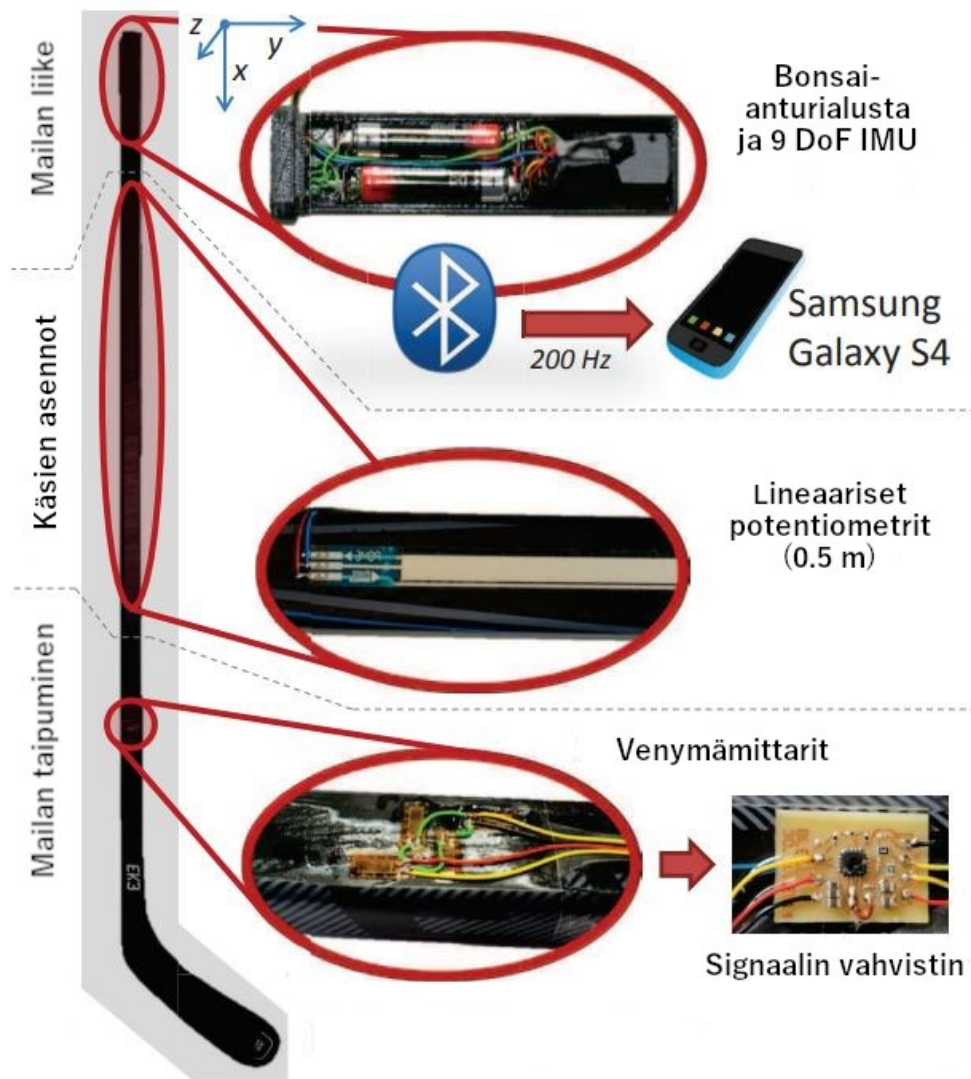 z
y
x
Mailan liike
Bonsai-
anturialusta
ja 9 DoF IMU
200 Hz
Samsung
Galaxy S4
Käsien asennot
Lineaariset
potentiometrit
(0.5 m)
Mailan taipuminen
Venymämittarit
EK3
Signaalin vahvistin